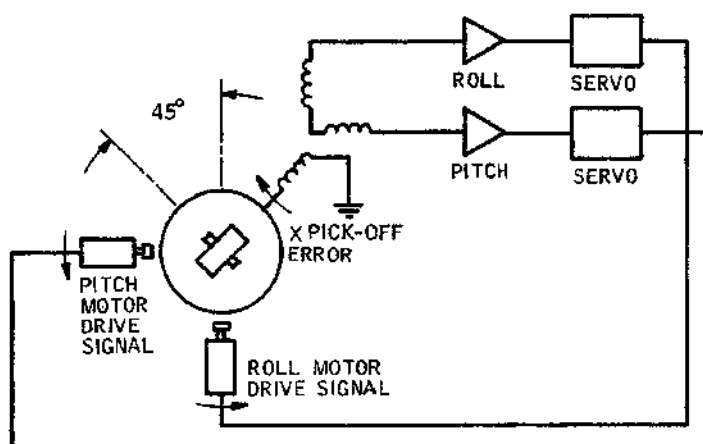 45°
ROLL
SERVO
PITCH
SERVO
X PICK-OFF
ERROR
PITCH
MOTOR
DRIVE
SIGNAL
ROLL MOTOR
DRIVE SIGNAL